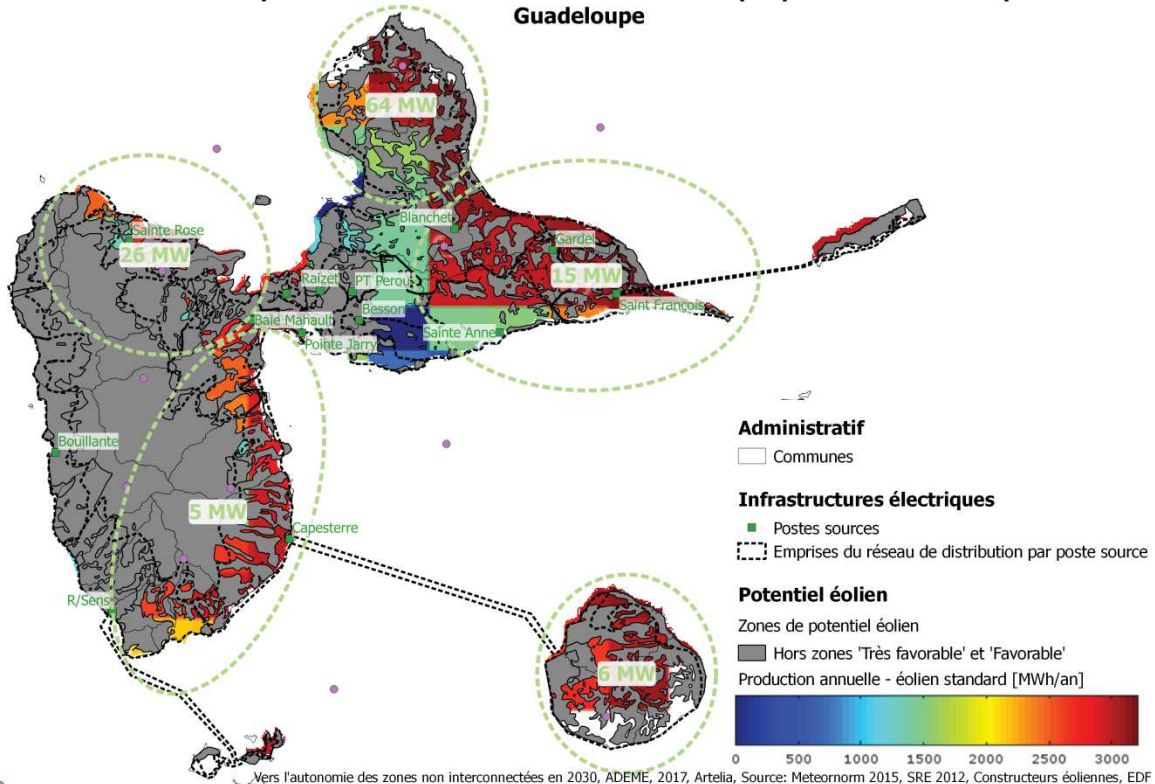 Guadeloupe
64 MW
Sainte Rose
26 MW
Blanchet
Gardel
15 MW
Raizet
PT Perou
Saint François
Baie Mahault
Besson
Pointe Jarry
Sainte Anne
Bouillante
5 MW
Capesterre
R/Sens
6 MW
Administratif
Communes
Infrastructures électriques
Postes sources
Emprises du réseau de distribution par poste source
Potentiel éolien
Zones de potentiel éolien
Hors zones 'Très favorable' et 'Favorable'
Production annuelle - éolien standard [MWh/an]
0 500 1000 1500 2000 2500 3000
Vers l'autonomie des zones non interconnectées en 2030, ADEME, 2017, Artelia, Source: Meteornorm 2015, SRE 2012, Constructeurs éoliennes, EDF